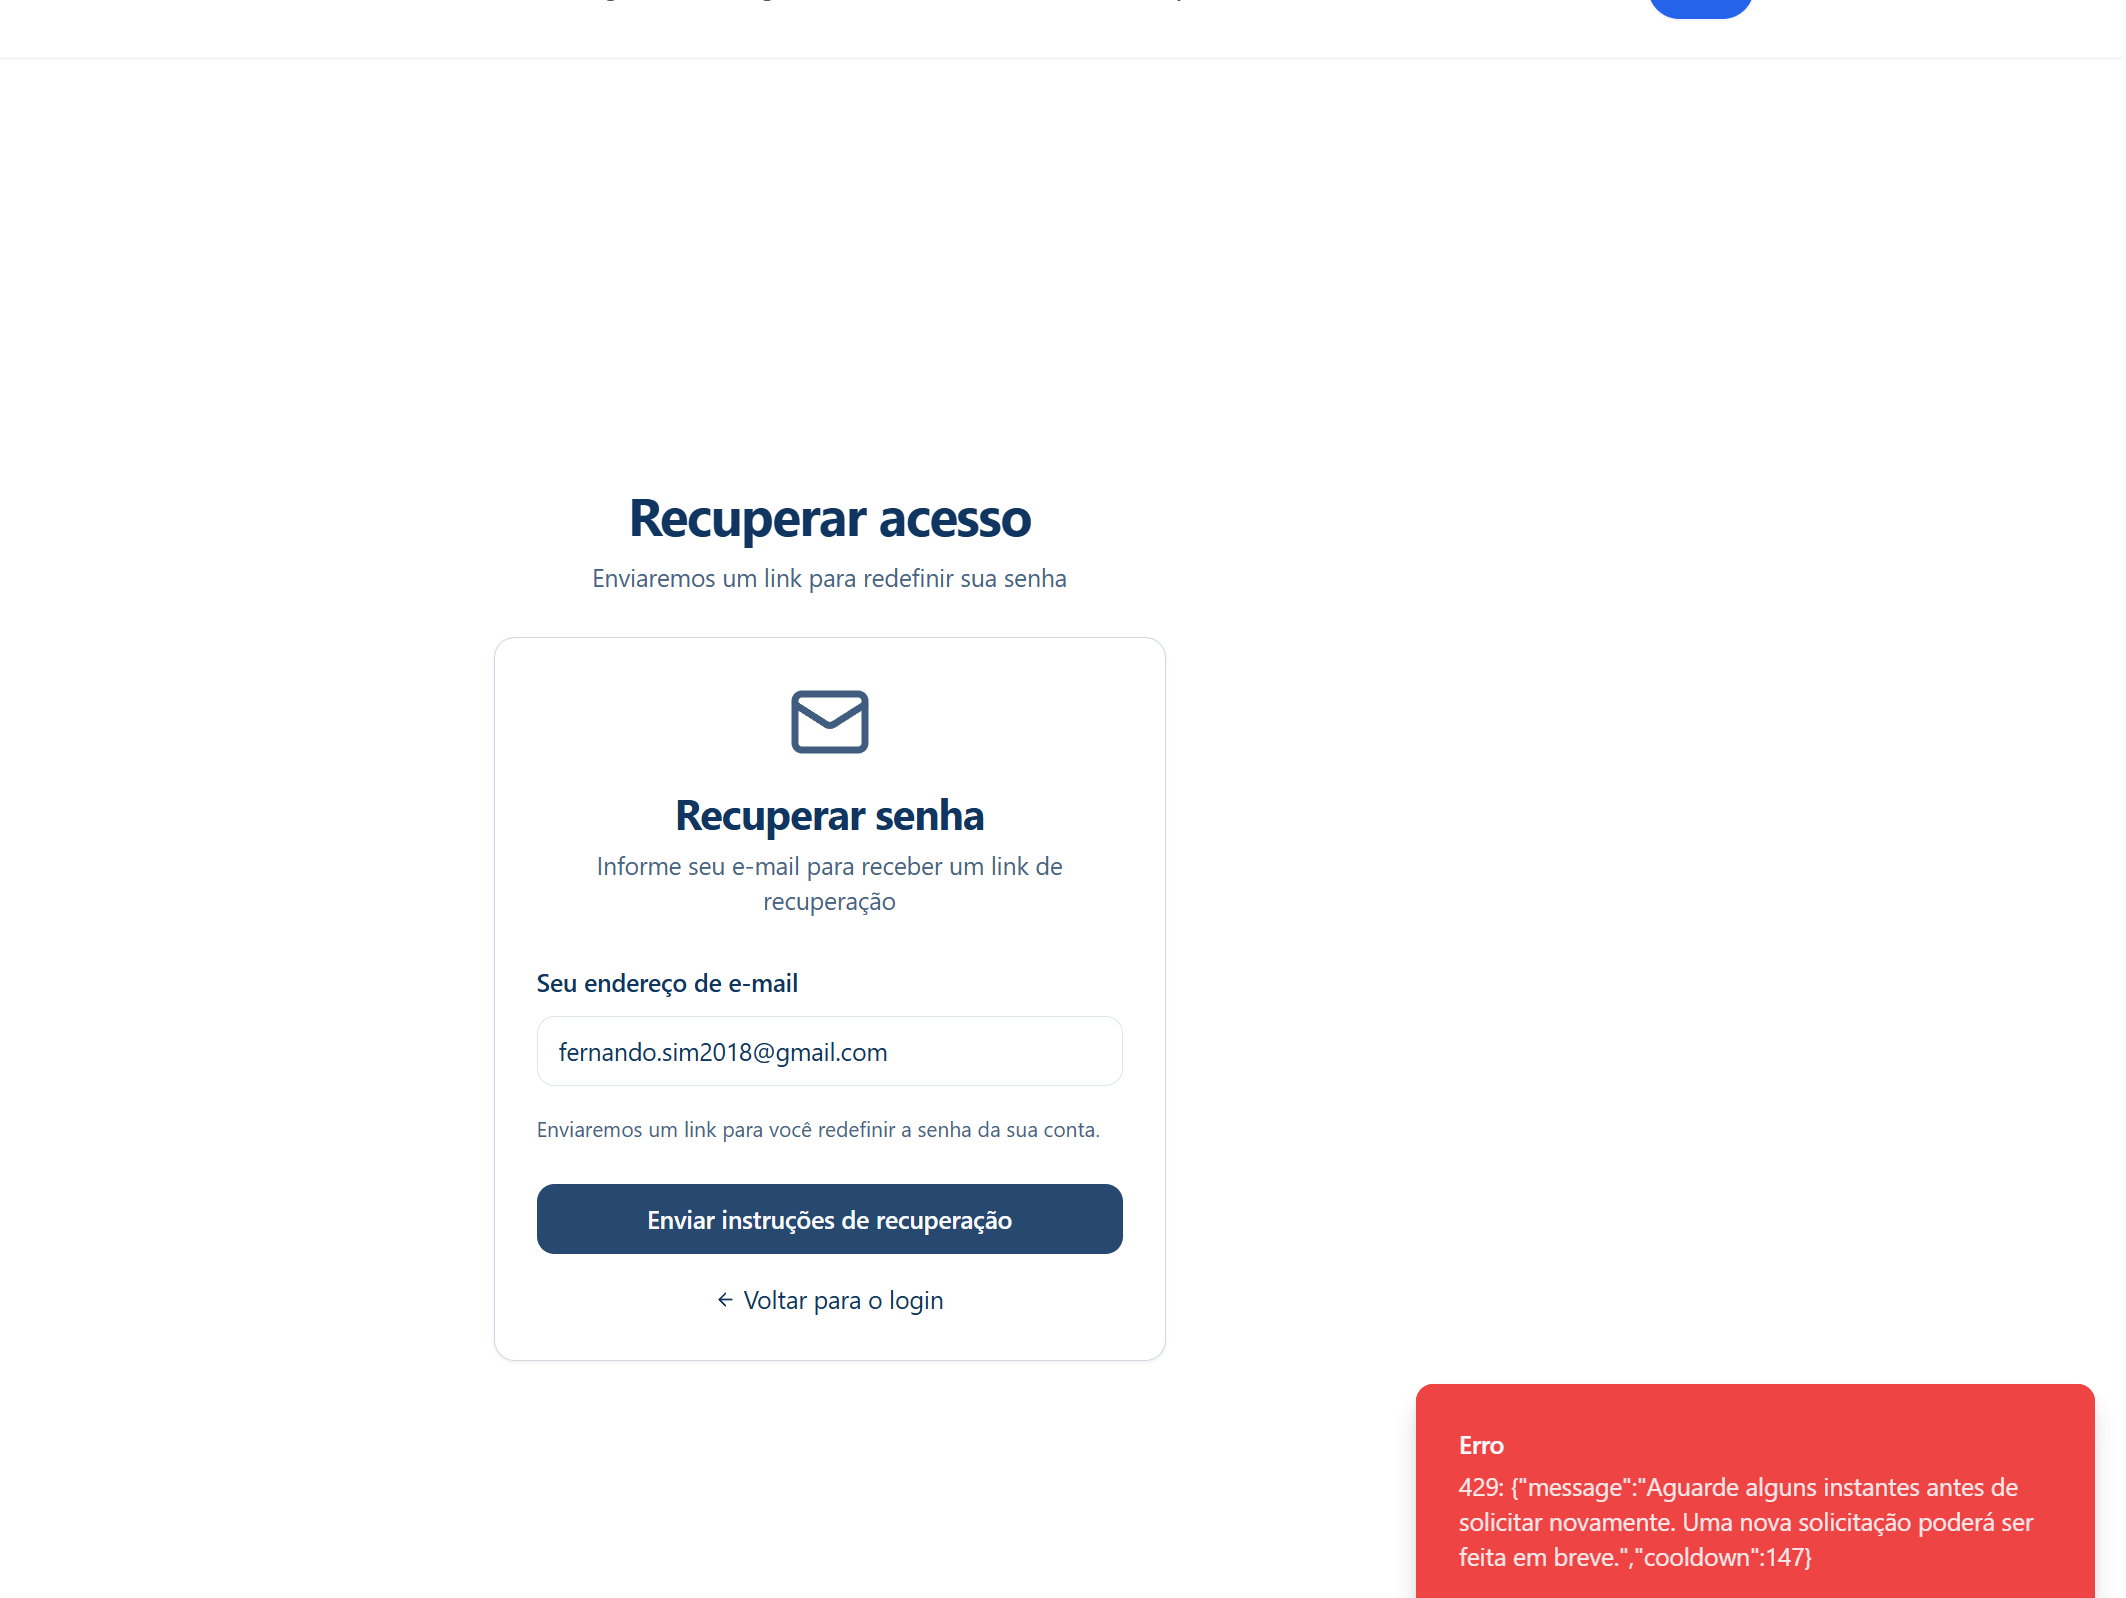 Recuperar acesso
Enviaremos um link para redefinir sua senha
Recuperar senha
Informe seu e-mail para receber um link de
recuperação
Seu endereço de e-mail
fernando.sim2018@gmail.com
Enviaremos um link para você redefinir a senha da sua conta.
Enviar instruções de recuperação
← Voltar para o login
Erro
429: {"message":"Aguarde alguns instantes antes de
solicitar novamente. Uma nova solicitação poderá ser
feita em breve.","cooldown":147}